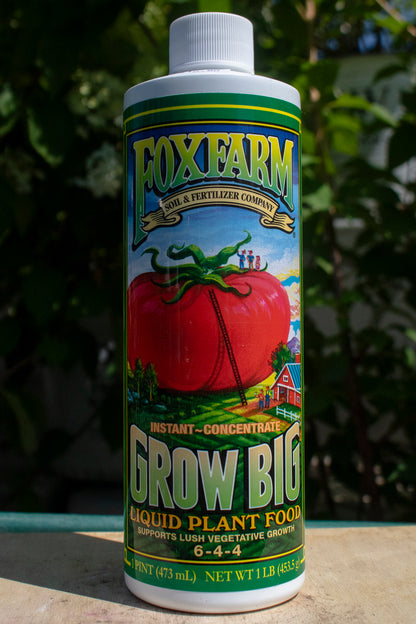 FOXFARM
SOIL & FERTILIZER COMPANY
INSTANT~CONCENTRATE
GROW BIG
LIQUID PLANT FOOD
SUPPORTS LUSH VEGETATIVE GROWTH
6-4-4
1 PINT (473 mL) NET WT 1 LB (453.5 g)